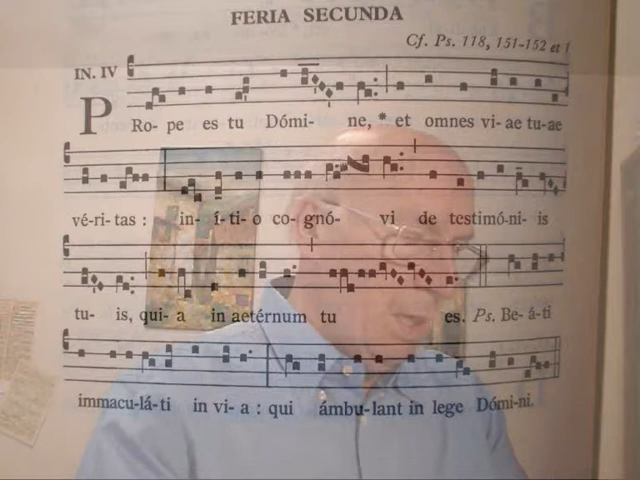 FERIA SECUNDA
Cf. Ps. 118, 151-152 et 1
IN. IV
PRo- pe es tu Dómi- ne, * et omnes vi- ae tu-ae
vé-ri-tas : in- í-ti-o co-gnó- vi de testimó-ni- is
tu- is, qui- a in aetérnum tu es. Ps. Be-á-ti
immacu-lá-ti in vi- a : qui ámbu-lant in lege Dómi-ni.